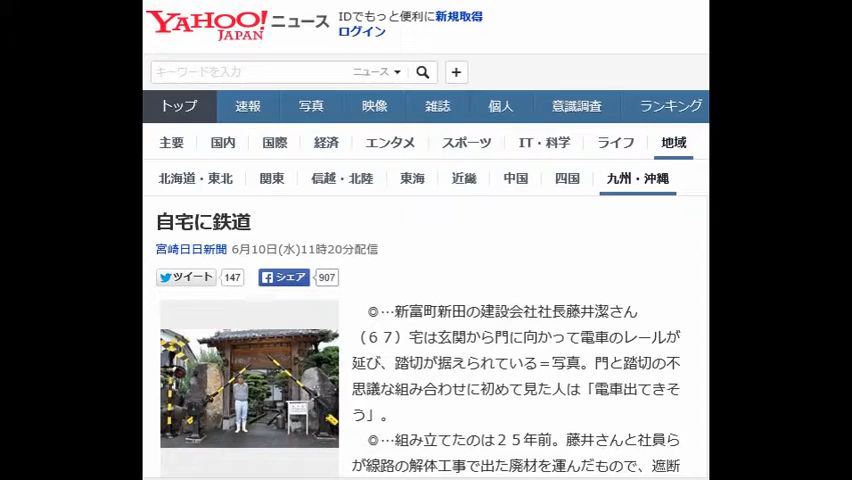 YAHOO! JAPAN ニュース
IDでもっと便利に新規取得
ログイン
キーワードを入力 ニュース
トップ 速報 写真 映像 雑誌 個人 意識調査 ランキング
主要 国内 国際 経済 エンタメ スポーツ IT・科学 ライフ 地域
北海道・東北 関東 信越・北陸 東海 近畿 中国 四国 九州・沖縄
自宅に鉄道
宮崎日日新聞 6月10日(水)11時20分配信
ツイート 147 シェア 907
◎…新富町新田の建設会社社長藤井潔さん
（６７）宅は玄関から門に向かって電車のレールが
延び、踏切が据えられている＝写真。門と踏切の不
思議な組み合わせに初めて見た人は「電車出てきそ
う」。
◎…組み立てたのは２５年前。藤井さんと社員ら
が線路の解体工事で出た廃材を運んだもので、遮断